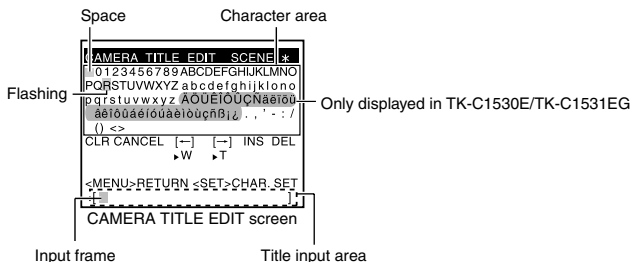 Space
Character area
CAMERA TITLE EDIT SCENE *
0123456789ABCDEFGHIJKLMNO
PQRSTUVWXYZ abcdefghijklono
Flashing
pqrstuvwxyz ÄÖÜÊÎÔÛÇÑäëïöü
Only displayed in TK-C1530E/TK-C1531EG
âêîôûáéíóúàèìòùçñß¡¿ . , ' - : /
() <>
CLR CANCEL [←] [→] INS DEL
▸W ▸T
<MENU>RETURN <SET>CHAR. SET
[ ]
CAMERA TITLE EDIT screen
Input frame
Title input area